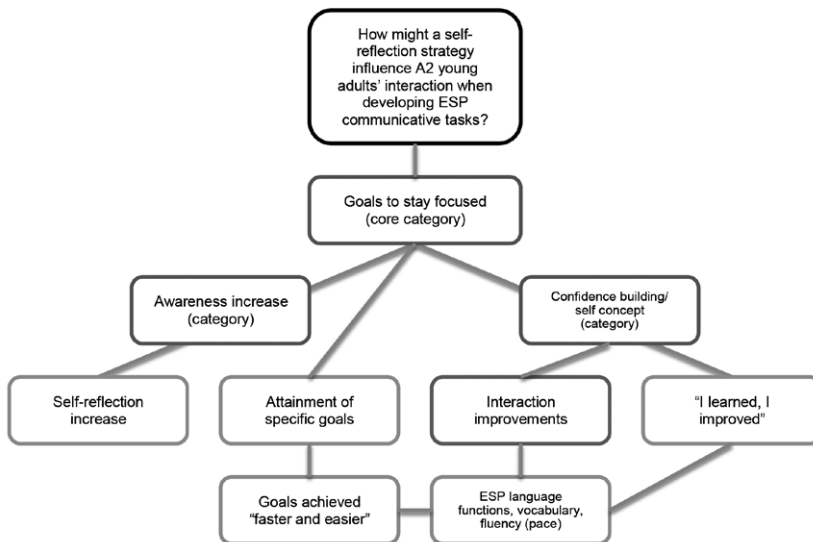 How might a self-
reflection strategy
influence A2 young
adults' interaction when
developing ESP
communicative tasks?
Goals to stay focused
(core category)
Awareness increase
(category)
Confidence building/
self concept
(category)
Self-reflection
increase
Attainment of
specific goals
Interaction
improvements
“I learned, I
improved”
Goals achieved
“faster and easier”
ESP language
functions, vocabulary,
fluency (pace)